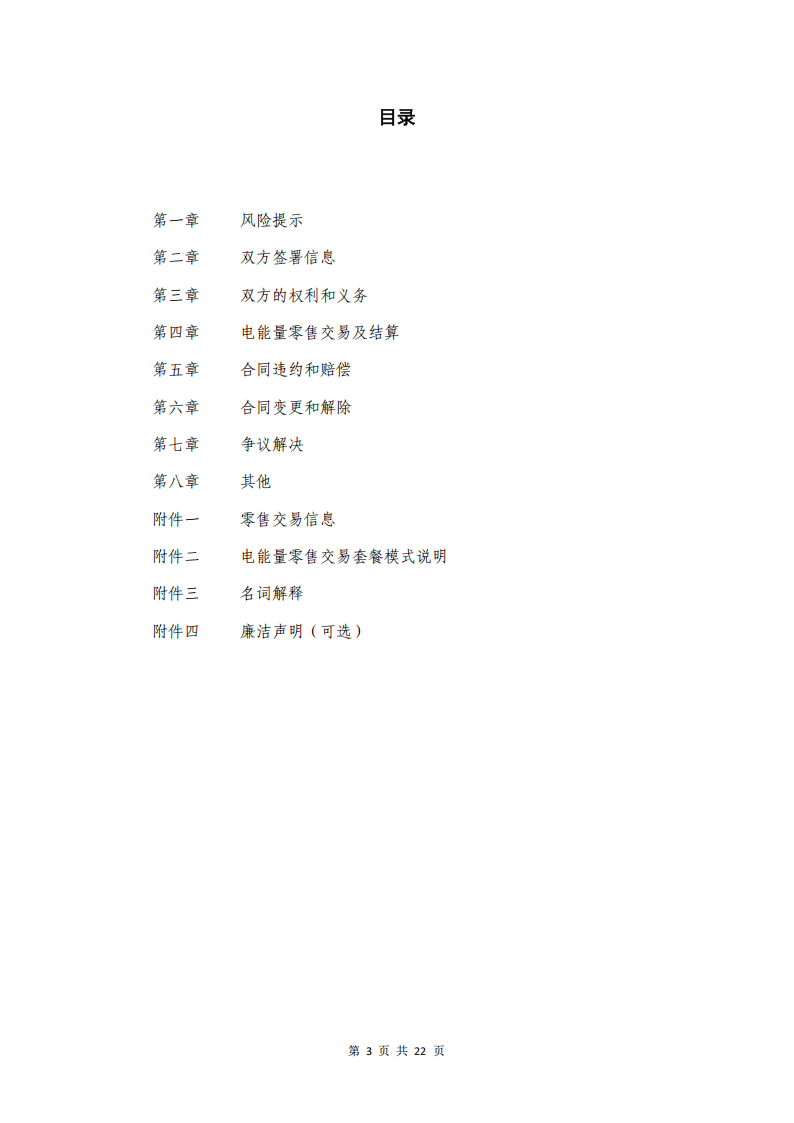 目录
第一章 风险提示
第二章 双方签署信息
第三章 双方的权利和义务
第四章 电能量零售交易及结算
第五章 合同违约和赔偿
第六章 合同变更和解除
第七章 争议解决
第八章 其他
附件一 零售交易信息
附件二 电能量零售交易套餐模式说明
附件三 名词解释
附件四 廉洁声明（可选）
第 3 页 共 22 页